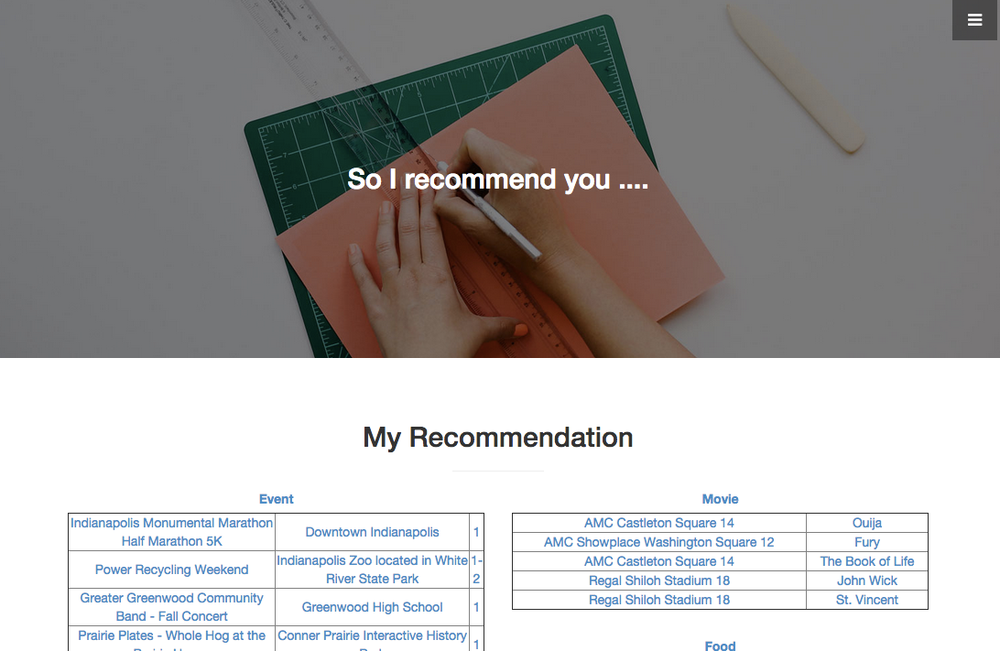 So I recommend you ....
My Recommendation
Event
Indianapolis Monumental Marathon
Half Marathon 5K
Downtown Indianapolis
1
Power Recycling Weekend
Indianapolis Zoo located in White
River State Park
1-
2
Greater Greenwood Community
Band - Fall Concert
Greenwood High School
1
Prairie Plates - Whole Hog at the
Conner Prairie Interactive History
1
Movie
AMC Castleton Square 14
Ouija
AMC Showplace Washington Square 12
Fury
AMC Castleton Square 14
The Book of Life
Regal Shiloh Stadium 18
John Wick
Regal Shiloh Stadium 18
St. Vincent
Food